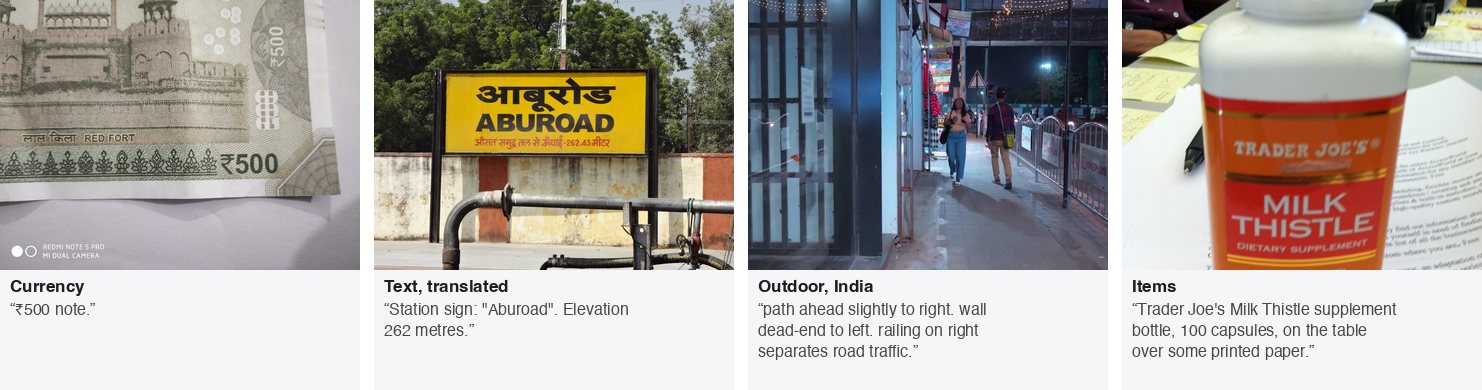 ₹500
लाल किला RED FORT
₹500
REDMI NOTE 5 PRO
MI DUAL CAMERA
Currency
“₹500 note.”
आबूरोड
ABUROAD
औसत समुद्र तल से ऊँचाई-262.43 मीटर
Text, translated
“Station sign: "Aburoad". Elevation
262 metres.”
Outdoor, India
“path ahead slightly to right. wall
dead-end to left. railing on right
separates road traffic.”
TRADER JOE'S®
MILK
THISTLE
DIETARY SUPPLEMENT
Items
“Trader Joe's Milk Thistle supplement
bottle, 100 capsules, on the table
over some printed paper.”